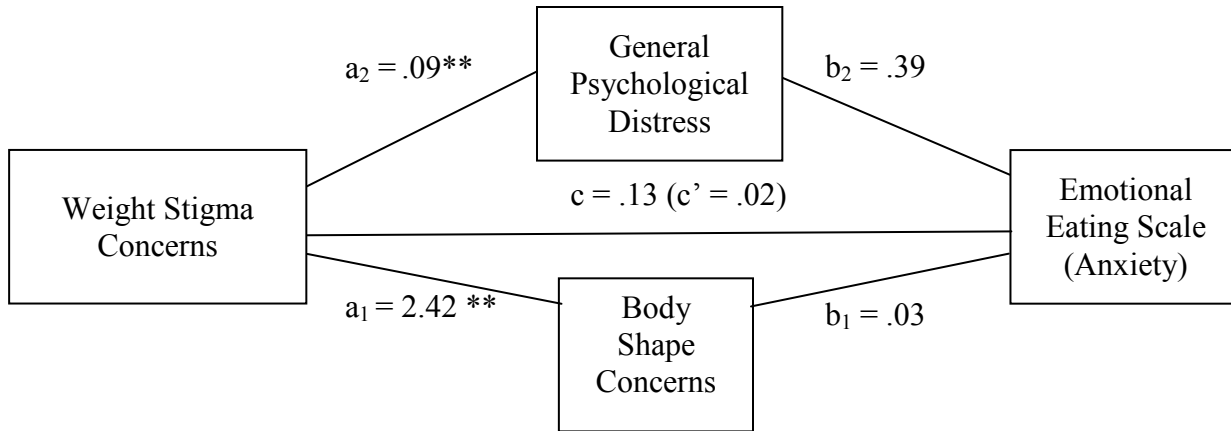 General
Psychological
Distress
a₂ = .09**
b₂ = .39
Weight Stigma
Concerns
c = .13 (c’ = .02)
Emotional
Eating Scale
(Anxiety)
a₁ = 2.42 **
Body
Shape
Concerns
b₁ = .03